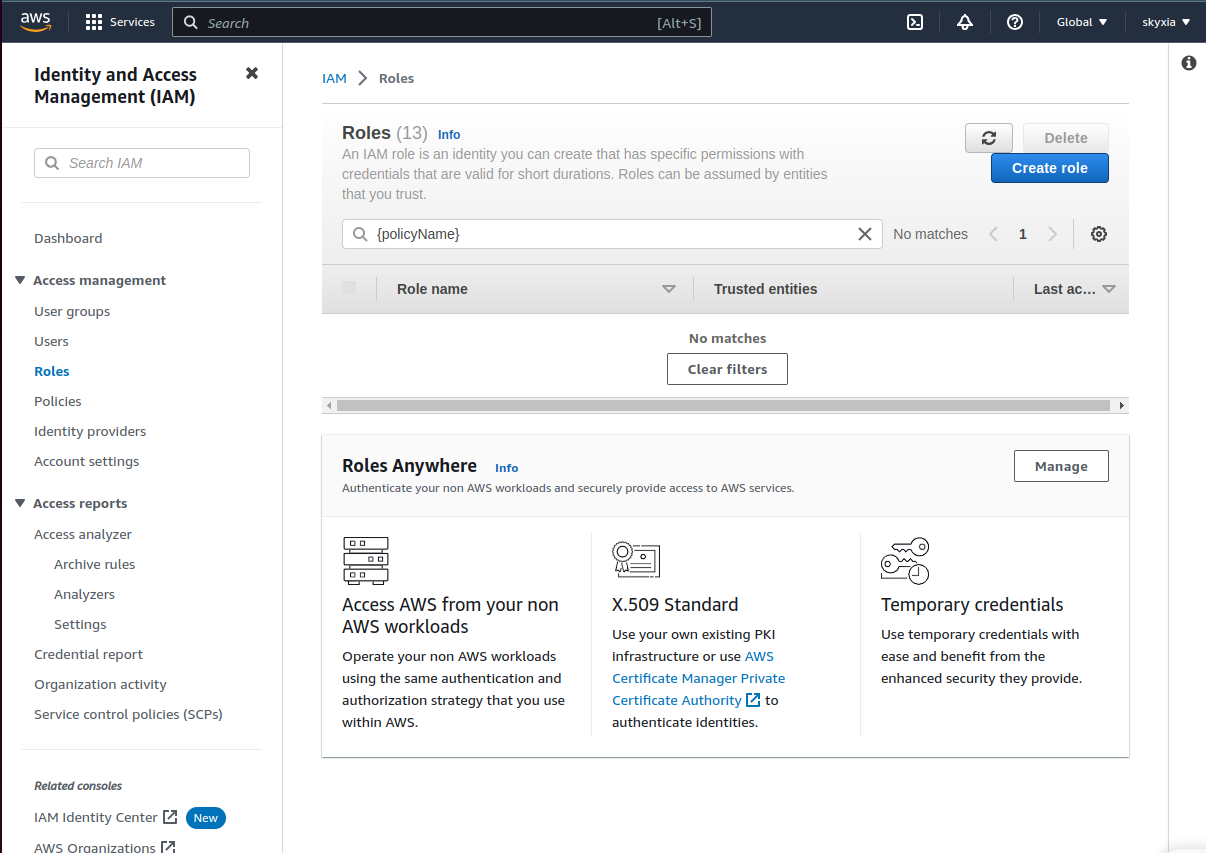 aws
Services
Search
[Alt+S]
Global
skyxia
Identity and Access
Management (IAM)
Search IAM
Dashboard
Access management
User groups
Users
Roles
Policies
Identity providers
Account settings
Access reports
Access analyzer
Archive rules
Analyzers
Settings
Credential report
Organization activity
Service control policies (SCPs)
Related consoles
IAM Identity Center
New
AWS Organizations
IAM
Roles
Roles (13) Info
An IAM role is an identity you can create that has specific permissions with
credentials that are valid for short durations. Roles can be assumed by entities
that you trust.
Delete
Create role
{policyName}
No matches
1
Role name
Trusted entities
Last ac...
No matches
Clear filters
Roles Anywhere Info
Authenticate your non AWS workloads and securely provide access to AWS services.
Manage
Access AWS from your non
AWS workloads
Operate your non AWS workloads
using the same authentication and
authorization strategy that you use
within AWS.
X.509 Standard
Use your own existing PKI
infrastructure or use AWS
Certificate Manager Private
Certificate Authority to
authenticate identities.
Temporary credentials
Use temporary credentials with
ease and benefit from the
enhanced security they provide.